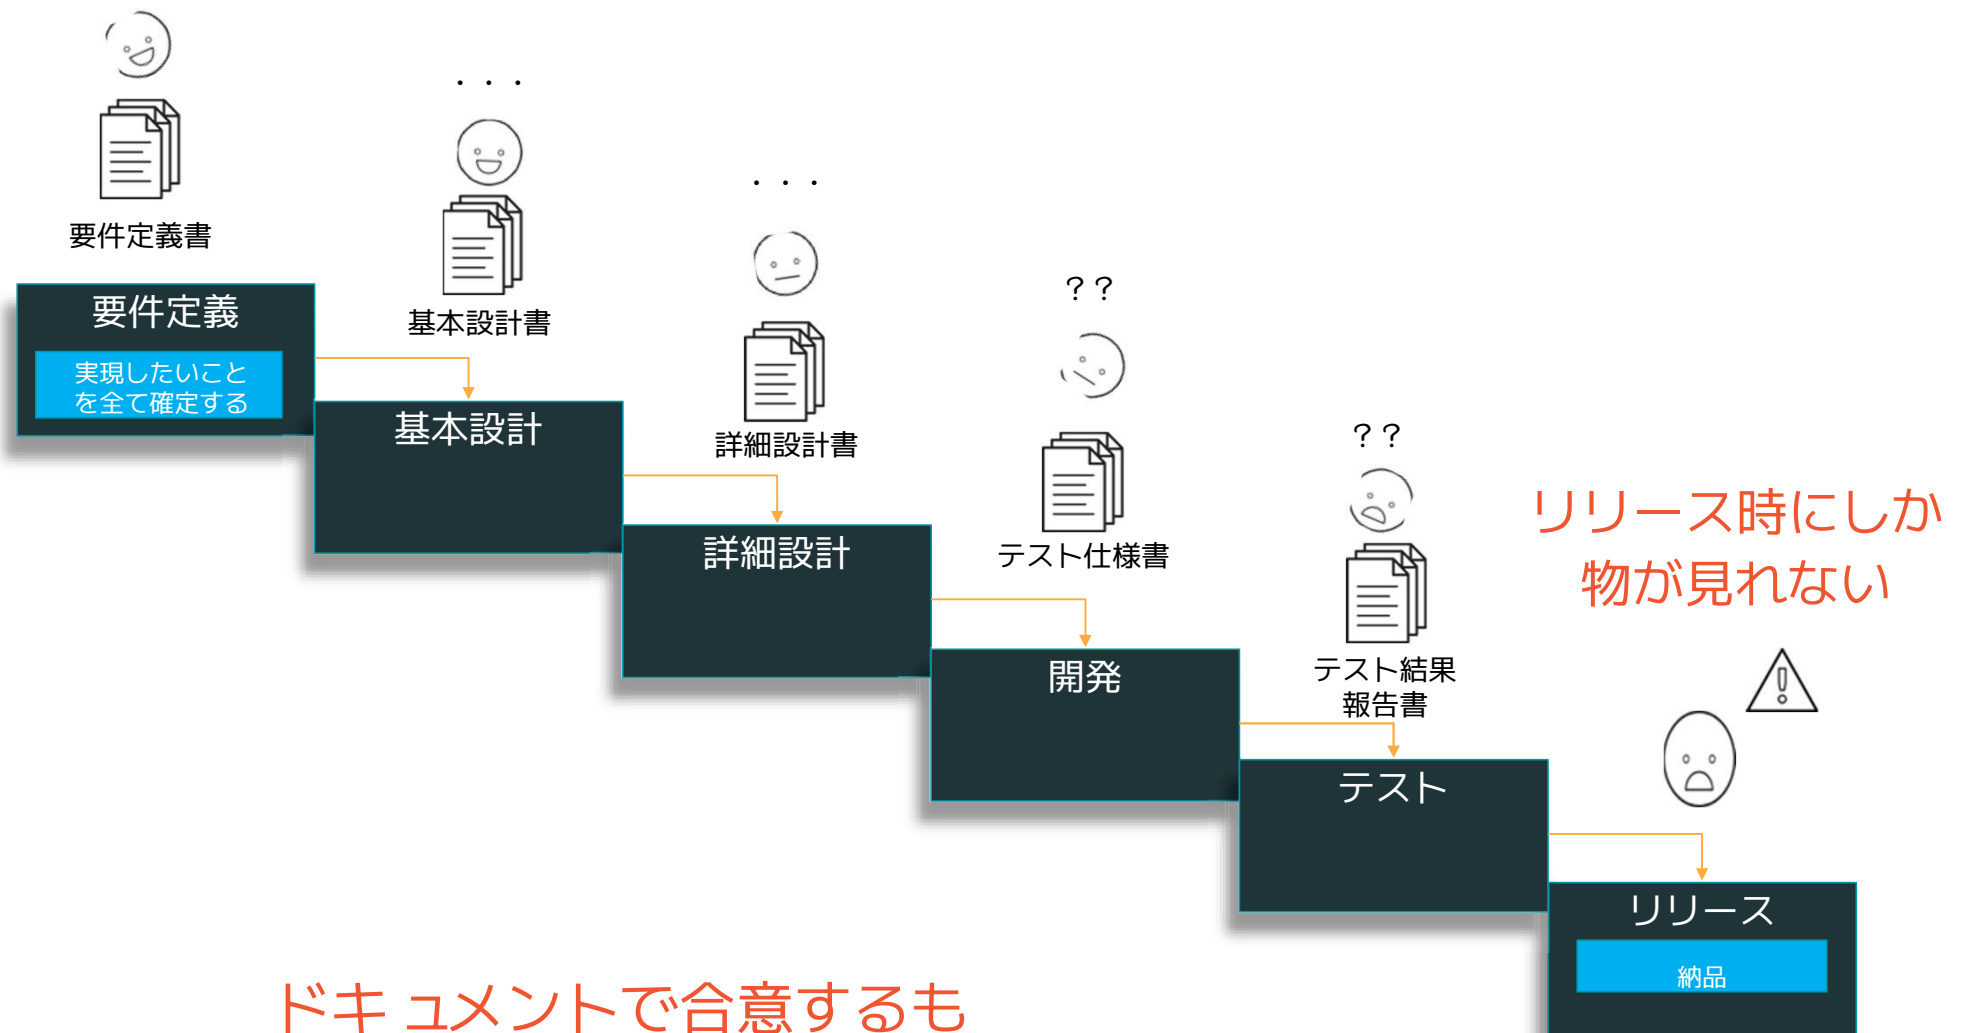 ・・・
・・・
要件定義書
要件定義
実現したいこと
を全て確定する
基本設計書
基本設計
詳細設計書
詳細設計
？？
テスト仕様書
開発
？？
テスト結果
報告書
テスト
リリース時にしか
物が見れない
リリース
納品
ドキュメントで合意するも